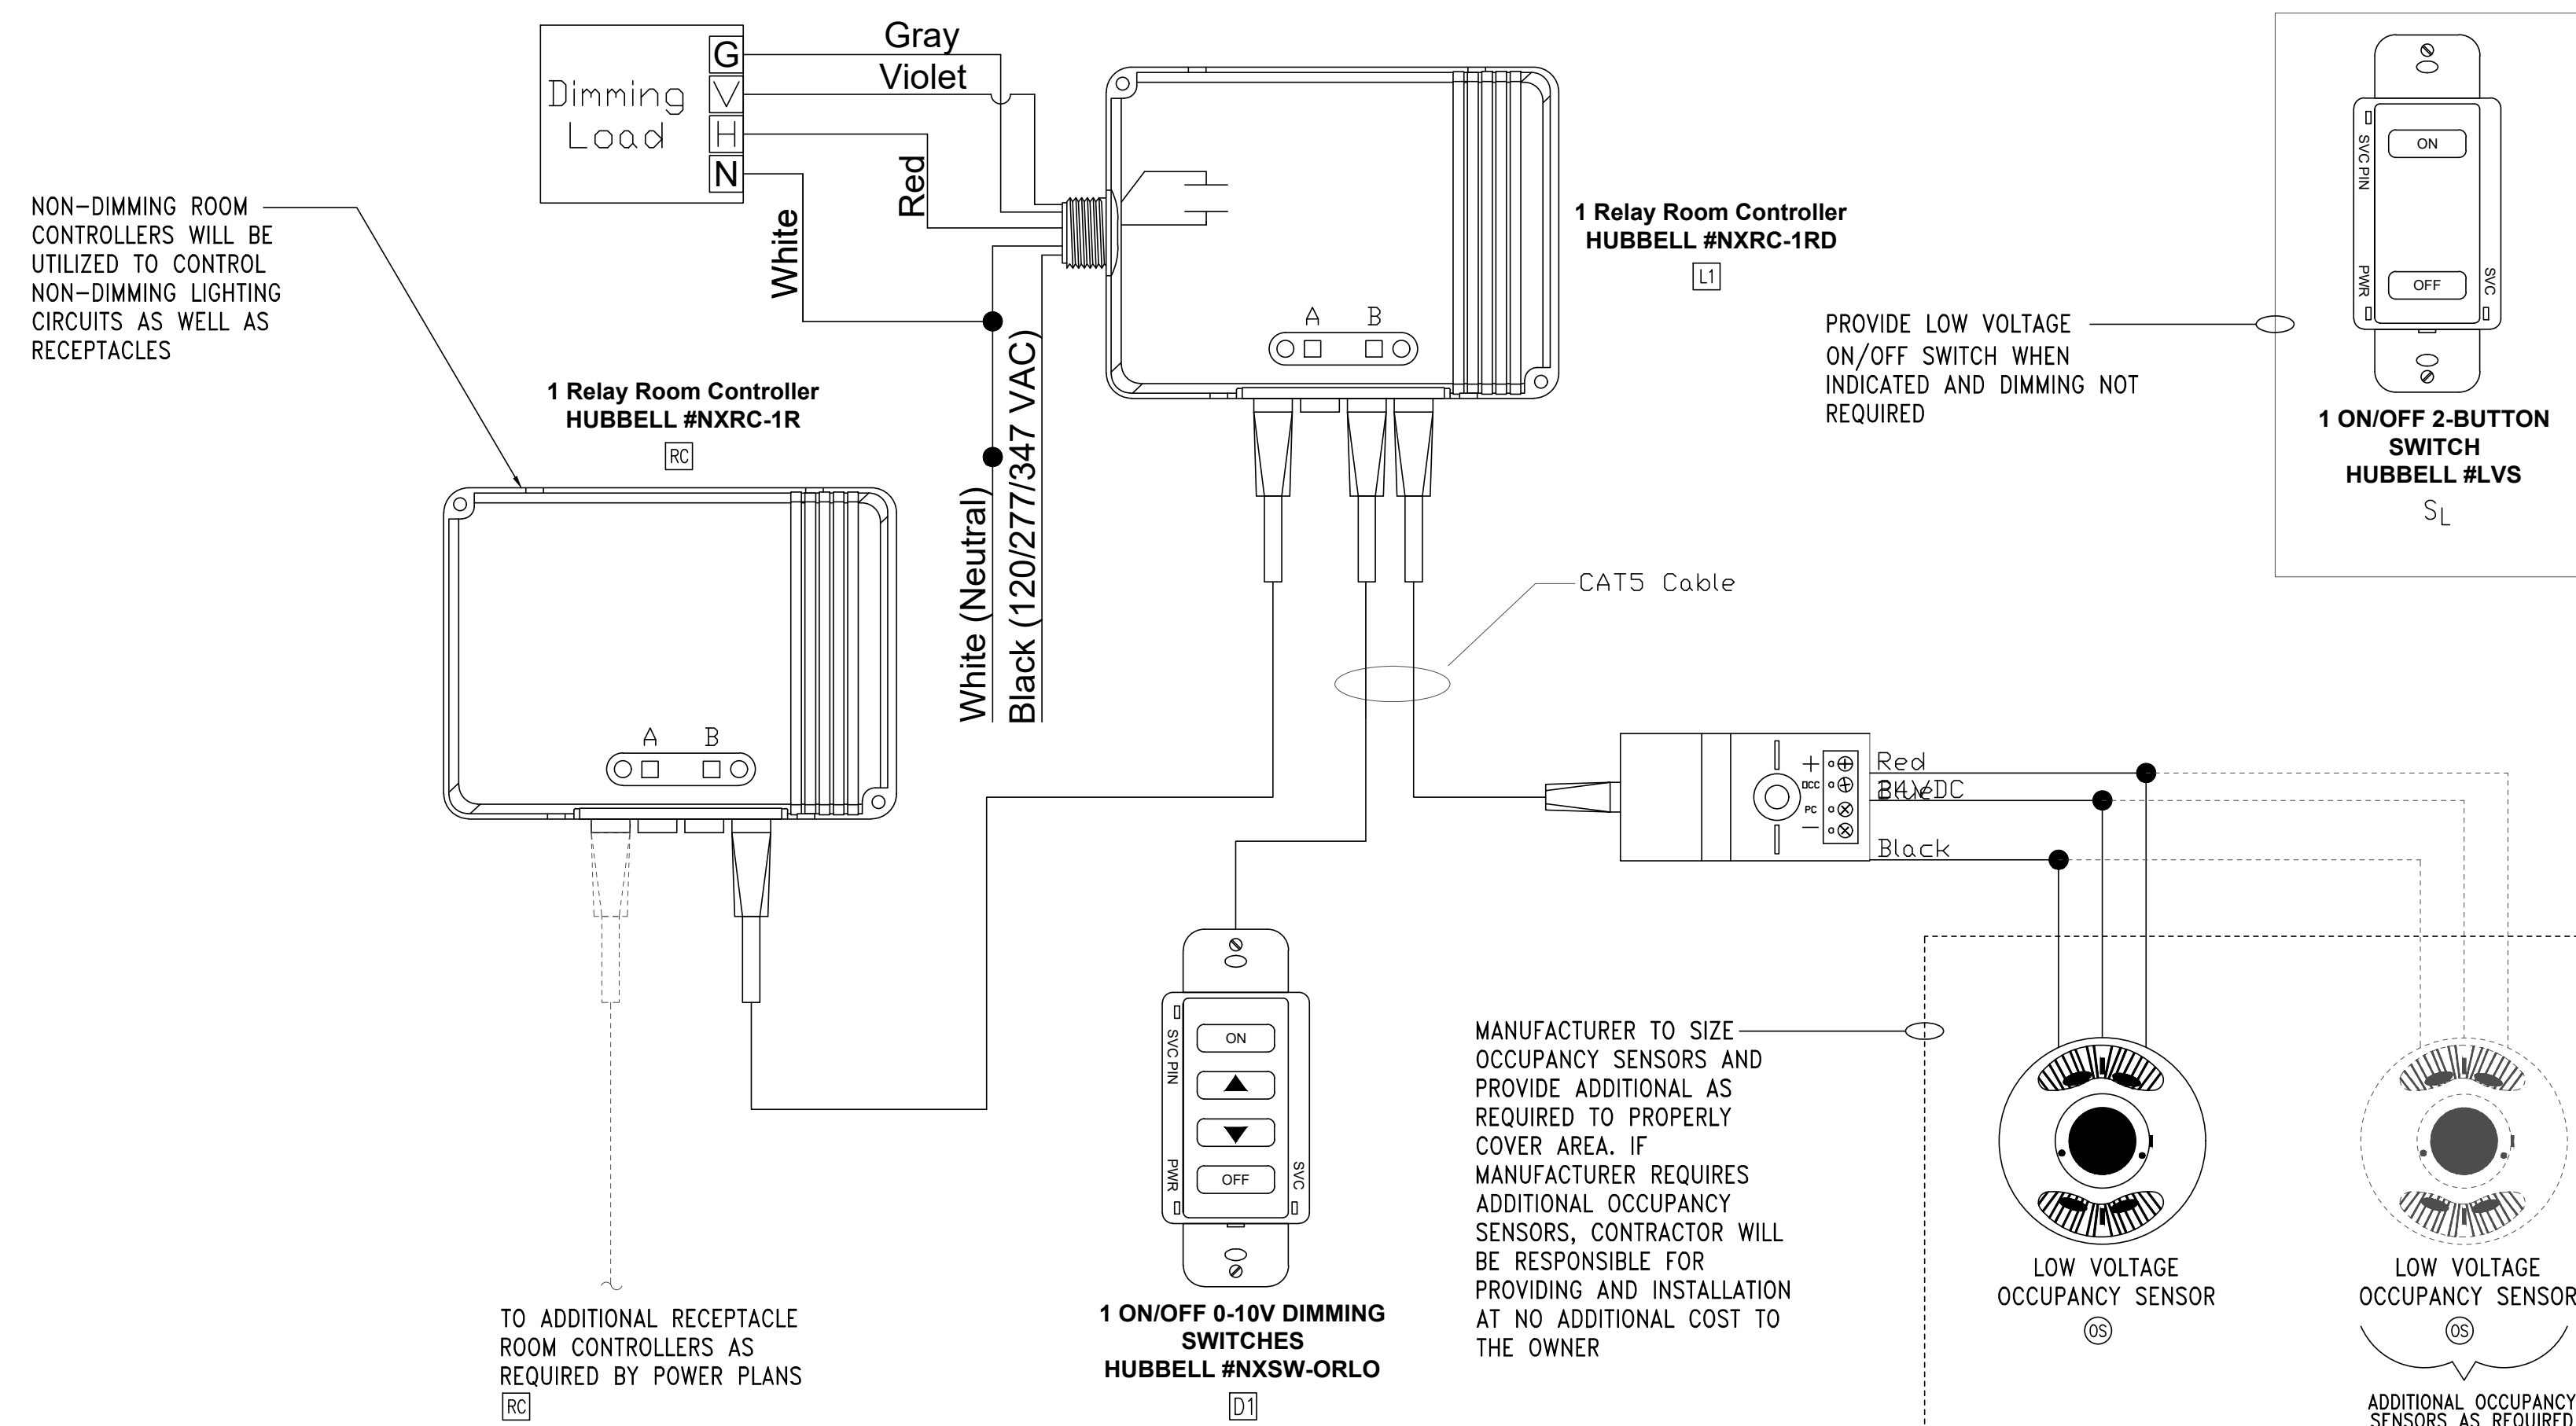 Dimming
Load
G
V
H
N
Gray
Violet
Red
White
NON-DIMMING ROOM
CONTROLLERS WILL BE
UTILIZED TO CONTROL
NON-DIMMING LIGHTING
CIRCUITS AS WELL AS
RECEPTACLES
1 Relay Room Controller
HUBBELL #NXRC-1R
RC
A B
White (Neutral)
Black (120/277/347 VAC)
A B
1 Relay Room Controller
HUBBELL #NXRC-1RD
L1
PROVIDE LOW VOLTAGE
ON/OFF SWITCH WHEN
INDICATED AND DIMMING NOT
REQUIRED
SVC PIN
ON
PWR
OFF
SVC
1 ON/OFF 2-BUTTON
SWITCH
HUBBELL #LVS
SL
CAT5 Cable
+
OCC
PC
—
Red
24VDC
Blue
Black
SVC PIN
ON
PWR
OFF
SVC
1 ON/OFF 0-10V DIMMING
SWITCHES
HUBBELL #NXSW-ORLO
D1
TO ADDITIONAL RECEPTACLE
ROOM CONTROLLERS AS
REQUIRED BY POWER PLANS
RC
MANUFACTURER TO SIZE
OCCUPANCY SENSORS AND
PROVIDE ADDITIONAL AS
REQUIRED TO PROPERLY
COVER AREA. IF
MANUFACTURER REQUIRES
ADDITIONAL OCCUPANCY
SENSORS, CONTRACTOR WILL
BE RESPONSIBLE FOR
PROVIDING AND INSTALLATION
AT NO ADDITIONAL COST TO
THE OWNER
LOW VOLTAGE
OCCUPANCY SENSOR
OS
LOW VOLTAGE
OCCUPANCY SENSOR
OS
ADDITIONAL OCCUPANCY
SENSORS AS REQUIRED